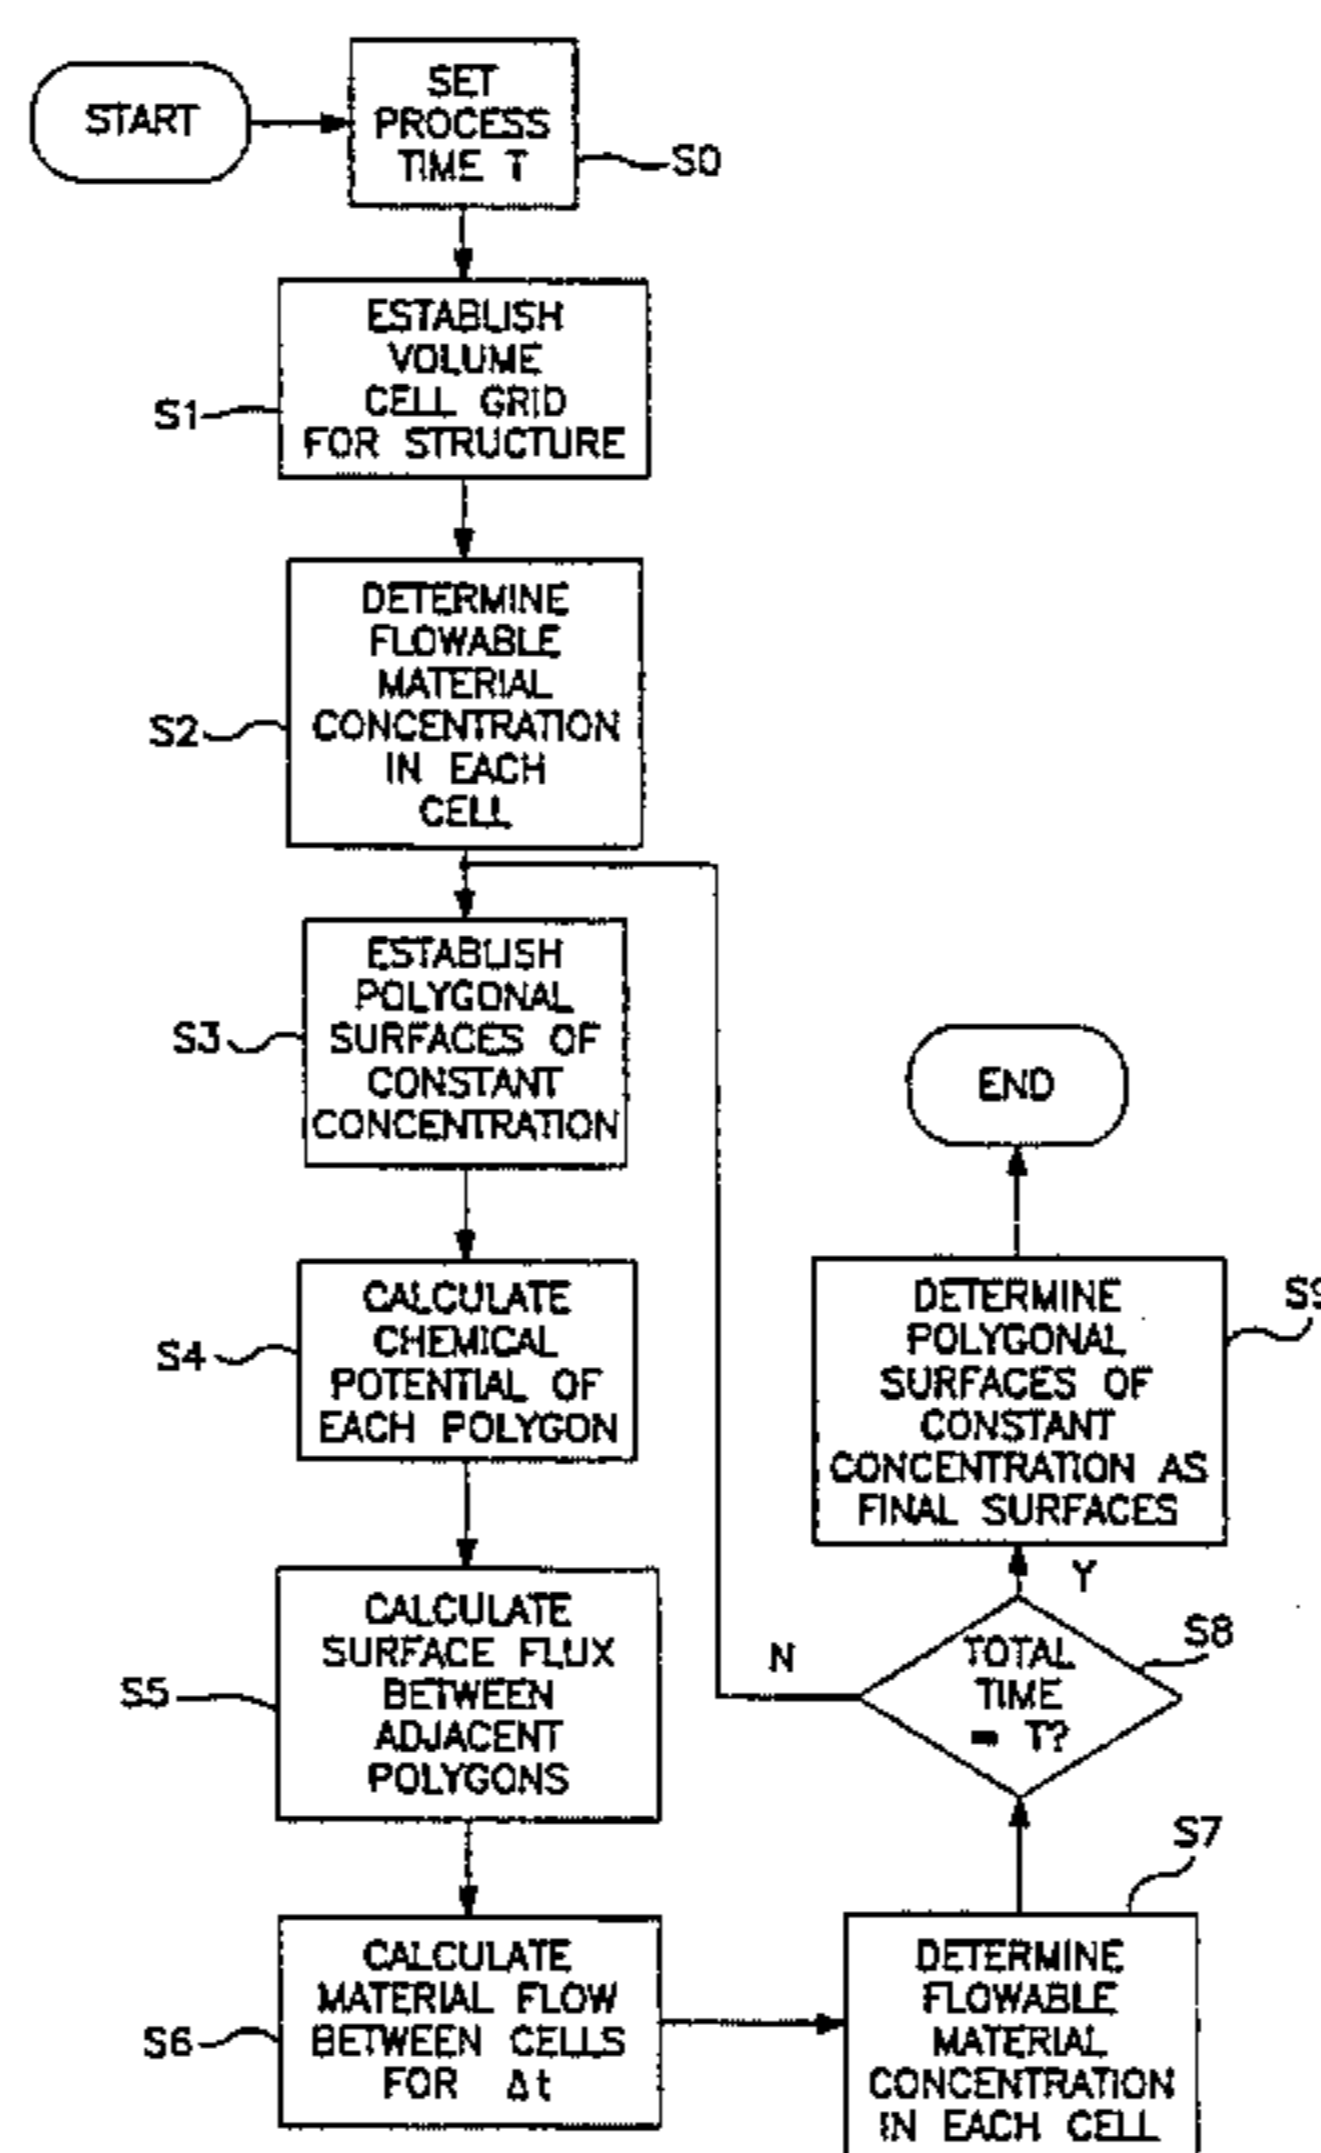 START
SET
PROCESS
TIME T
S0
ESTABLISH
VOLUME
CELL GRID
FOR STRUCTURE
S1
DETERMINE
FLOWABLE
MATERIAL
CONCENTRATION
IN EACH
CELL
S2
ESTABLISH
POLYGONAL
SURFACES OF
CONSTANT
CONCENTRATION
S3
CALCULATE
CHEMICAL
POTENTIAL OF
EACH POLYGON
S4
CALCULATE
SURFACE FLUX
BETWEEN
ADJACENT
POLYGONS
S5
CALCULATE
MATERIAL FLOW
BETWEEN CELLS
FOR Δt
S6
DETERMINE
FLOWABLE
MATERIAL
CONCENTRATION
IN EACH CELL
S7
TOTAL
TIME
= T?
S8
N
Y
DETERMINE
POLYGONAL
SURFACES OF
CONSTANT
CONCENTRATION AS
FINAL SURFACES
S9
END